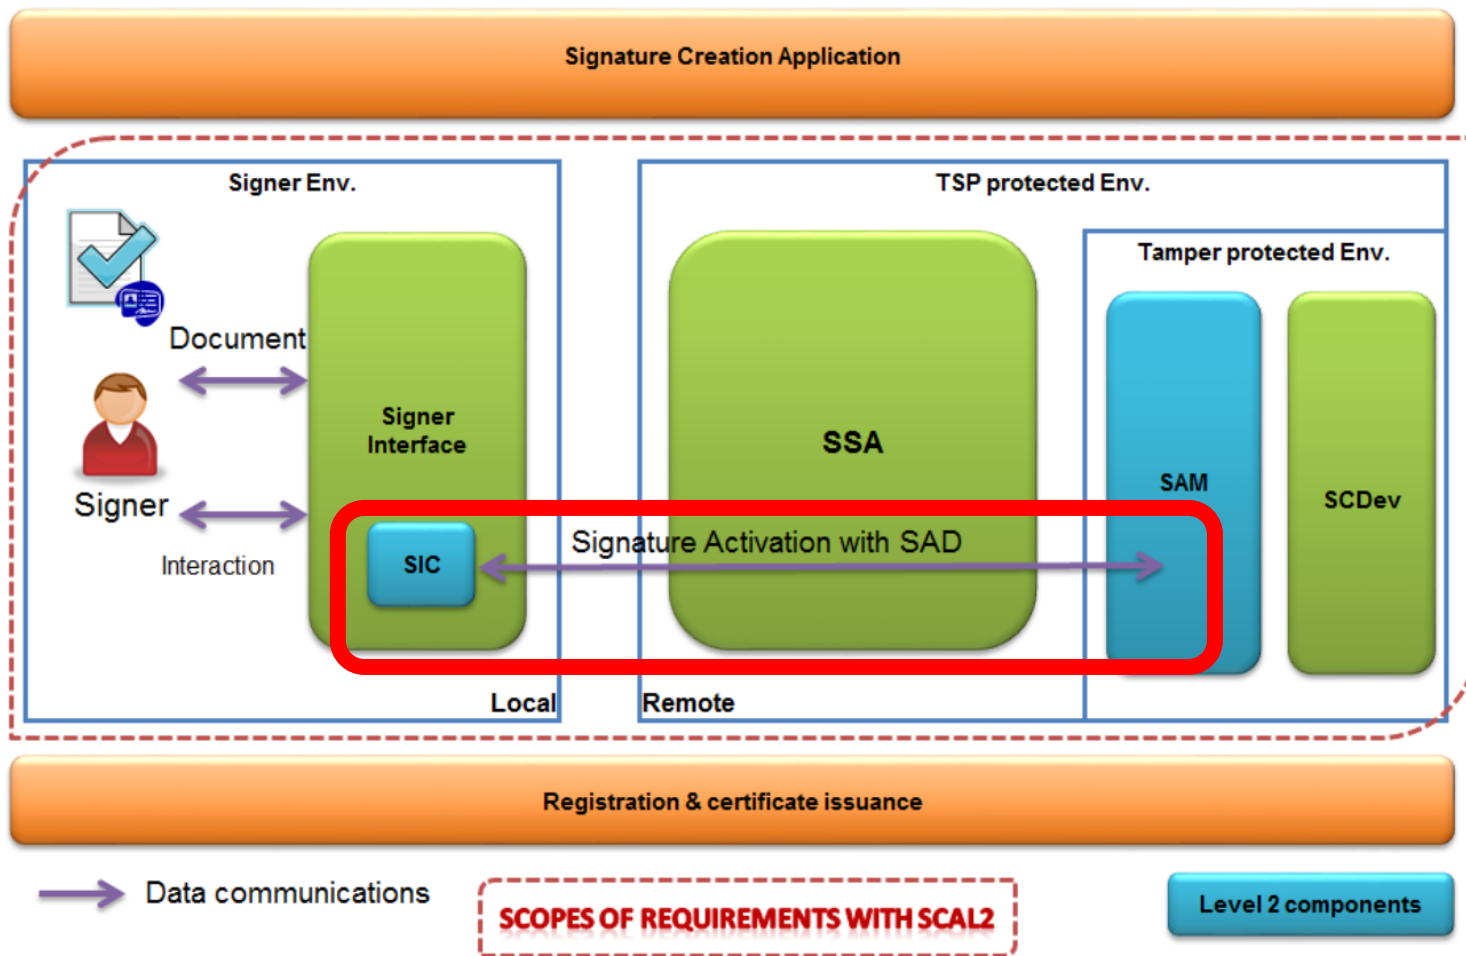 Signature Creation Application
Signer Env.
TSP protected Env.
Tamper protected Env.
Document
Signer
Interface
SSA
SAM
SCDev
Signer
Interaction
SIC
Signature Activation with SAD
Local
Remote
Registration & certificate issuance
Data communications
SCOPES OF REQUIREMENTS WITH SCAL2
Level 2 components